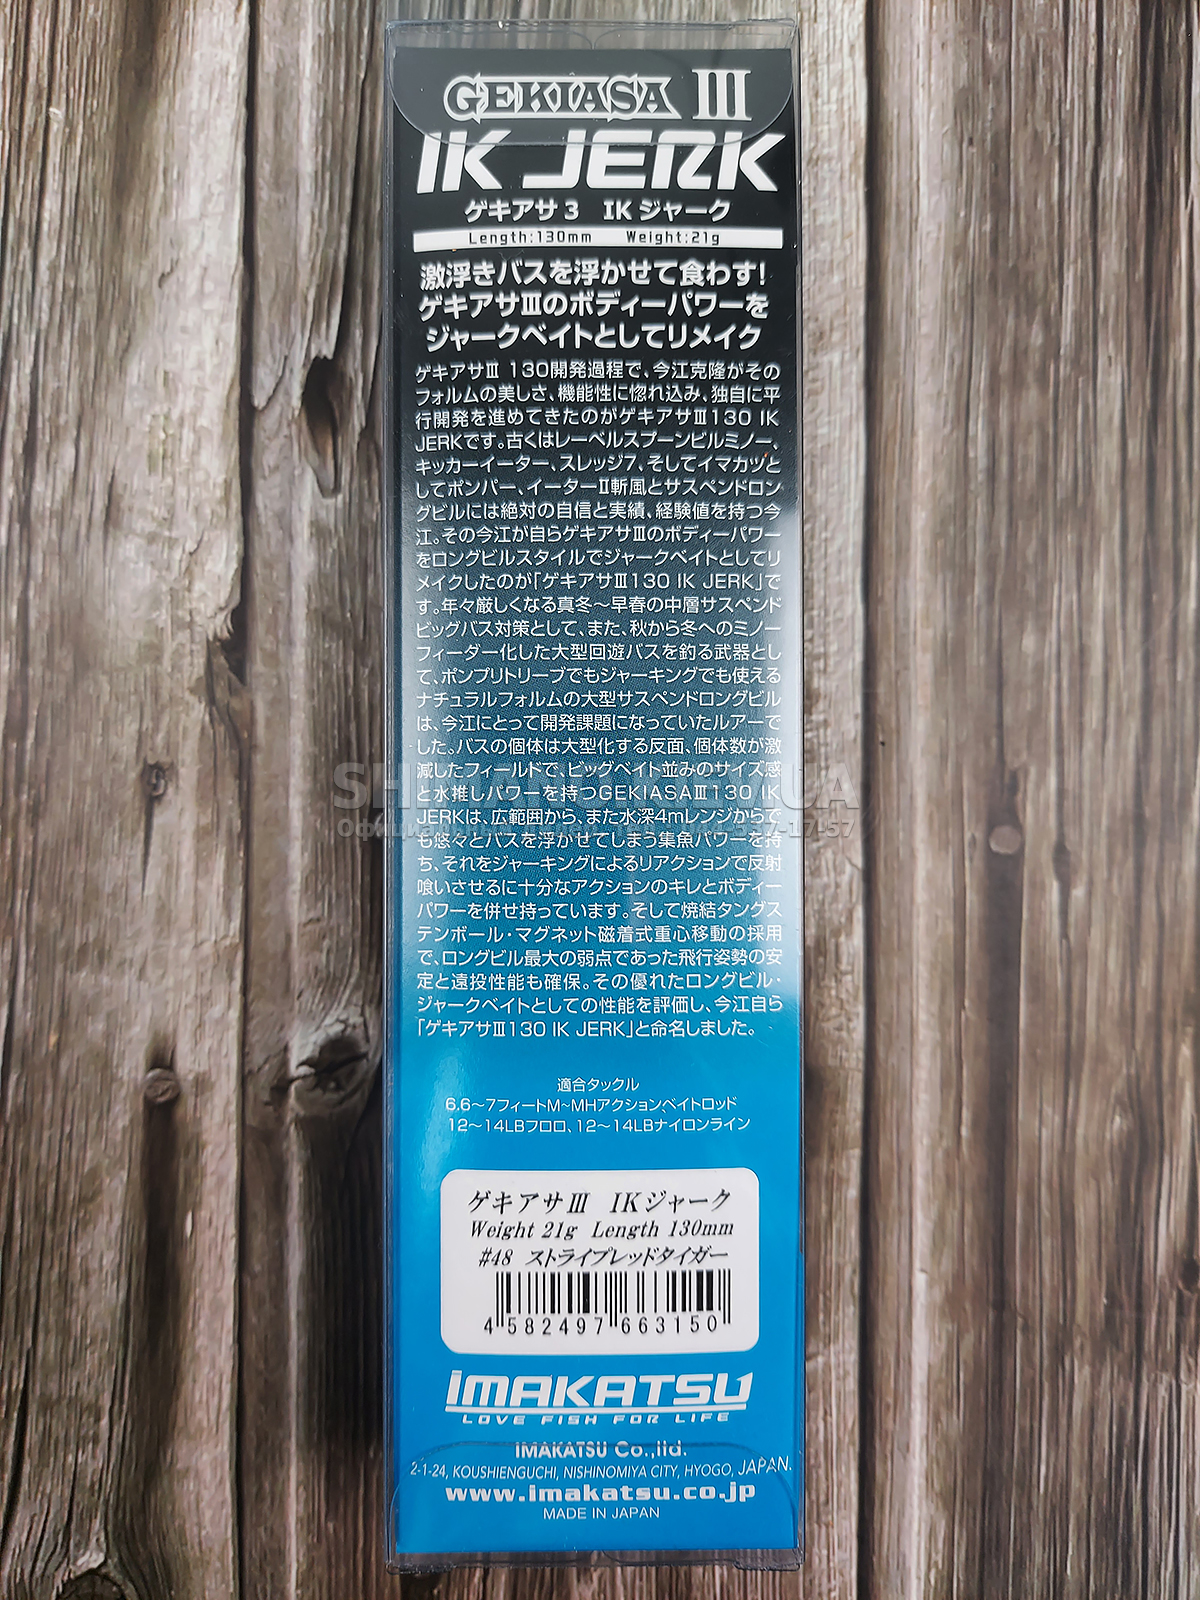 GEKIASA III
IK JERK
ゲキアサ3 IKジャーク
Length:130mm Weight:21g
激浮きバスを浮かせて食わす!
ゲキアサⅢのボディーパワーを
ジャークベイトとしてリメイク
ゲキアサⅢ 130開発過程で、今江克隆がその
フォルムの美しさ、機能性に惚れ込み、独自に平
行開発を進めてきたのがゲキアサⅢ130 IK
JERKです。古くはレーベルスプーンビルミノー、
キッカーイーター、スレッジ7、そしてイマカツと
してボンバー、イーターⅡ斬風とサスペンドロン
グビルには絶対の自信と実績、経験値を持つ今
江。その今江が自らゲキアサⅢのボディーパワー
をロングビルスタイルでジャークベイトとしてリ
メイクしたのが「ゲキアサⅢ130 IK JERK」で
す。年々厳しくなる真冬〜早春の中層サスペンド
ビッグバス対策として、また、秋から冬へのミノー
フィーダー化した大型回遊バスを釣る武器とし
て、ポンプリトリーブでもジャーキングでも使える
ナチュラルフォルムの大型サスペンドロングビル
は、今江にとって開発課題になっていたルアーで
した。バスの個体は大型化する反面、個体数が激
減したフィールドで、ビッグベイト並みのサイズ感
と水推しパワーを持つGEKIASAⅢ130 IK
JERKは、広範囲から、また水深4mレンジからで
も悠々とバスを浮かせてしまう集魚パワーを持
ち、それをジャーキングによるリアクションで反射
喰いさせるに十分なアクションのキレとボディー
パワーを併せ持っています。そして焼結タングス
テンボール・マグネット磁着式重心移動の採用
で、ロングビル最大の弱点であった飛行姿勢の安
定と遠投性能も確保。その優れたロングビル・
ジャークベイトとしての性能を評価し、今江自ら
「ゲキアサⅢ130 IK JERK」と命名しました。
適合タックル
6.6〜7フィートM~MHアクションベイトロッド
12〜14LBフロロ、12〜14LBナイロンライン
ゲキアサⅢ IKジャーク
Weight 21g Length 130mm
#48 ストライプレッドタイガー
4 582497 663150
imakatsu
LOVE FISH FOR LIFE
IMAKATSU Co.,ltd.
2-1-24, KOUSHIENGUCHI, NISHINOMIYA CITY, HYOGO, JAPAN.
www.imakatsu.co.jp
MADE IN JAPAN